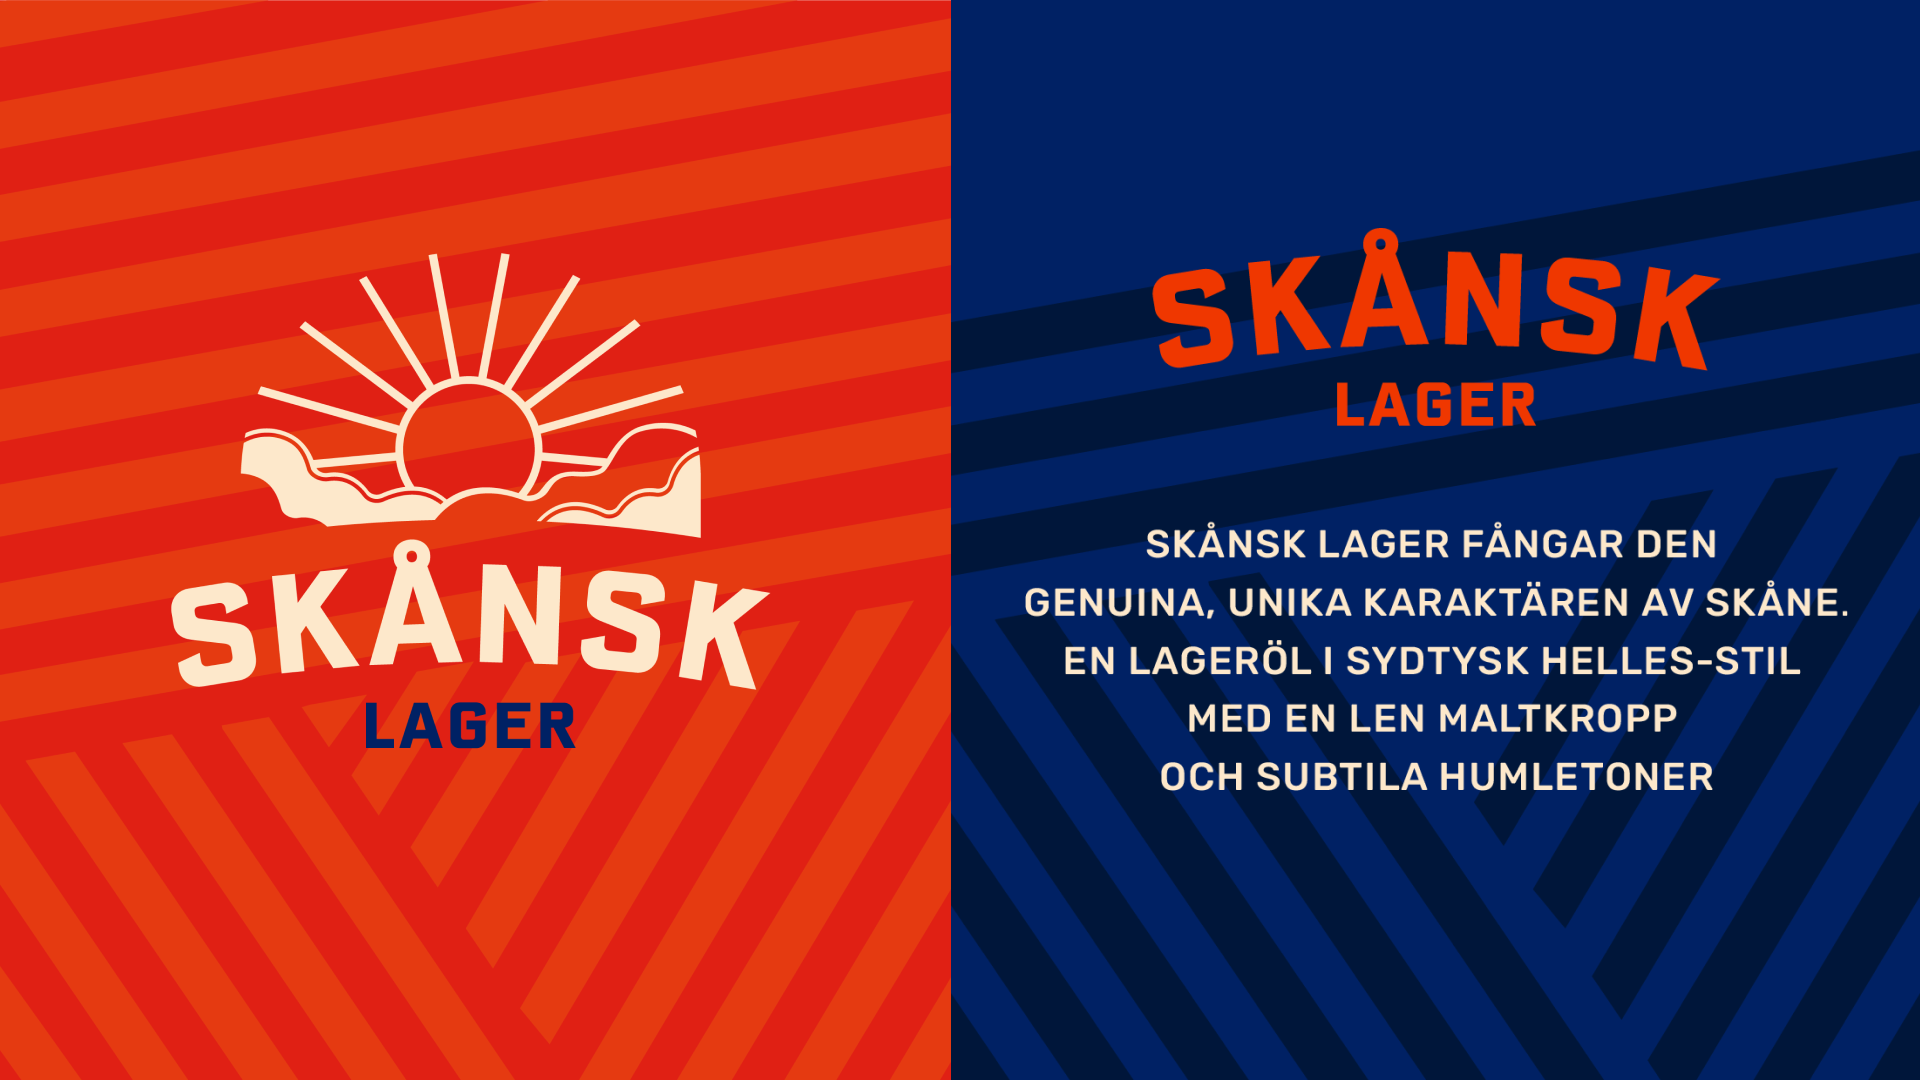 SKÅNSK
LAGER
SKÅNSK
LAGER
SKÅNSK LAGER FÅNGAR DEN
GENUINA, UNIKA KARAKTÄREN AV SKÅNE.
EN LAGERÖL I SYDTYSK HELLES-STIL
MED EN LEN MALTKROPP
OCH SUBTILA HUMLETONER